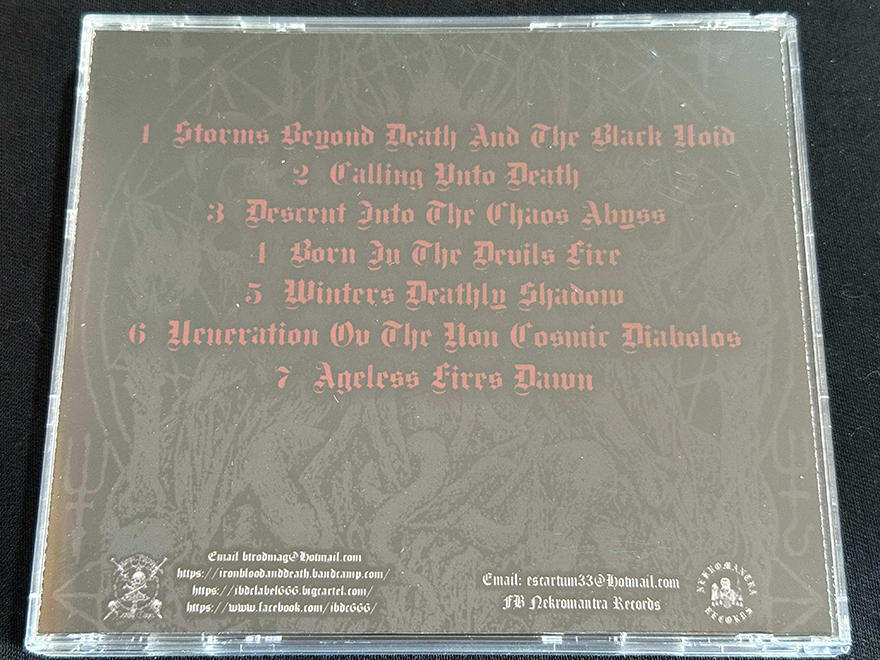 1 Storms Beyond Death And The Black Void
2 Calling Unto Death
3 Descent Into The Chaos Abyss
4 Born In The Devils Fire
5 Winters Deathly Shadow
6 Veneration Ov The Non Cosmic Diabolos
7 Ageless Fires Dawn
Email btrodmag@Hotmail.com
https://ironbloodanddeath.bandcamp.com/
https://ibdclabel666.bigcartel.com/
https://www.facebook.com/ibdc666/
Email: escartum33@Hotmail.com
FB Nekromantra Records
NEKROMANTRA
RECORDS